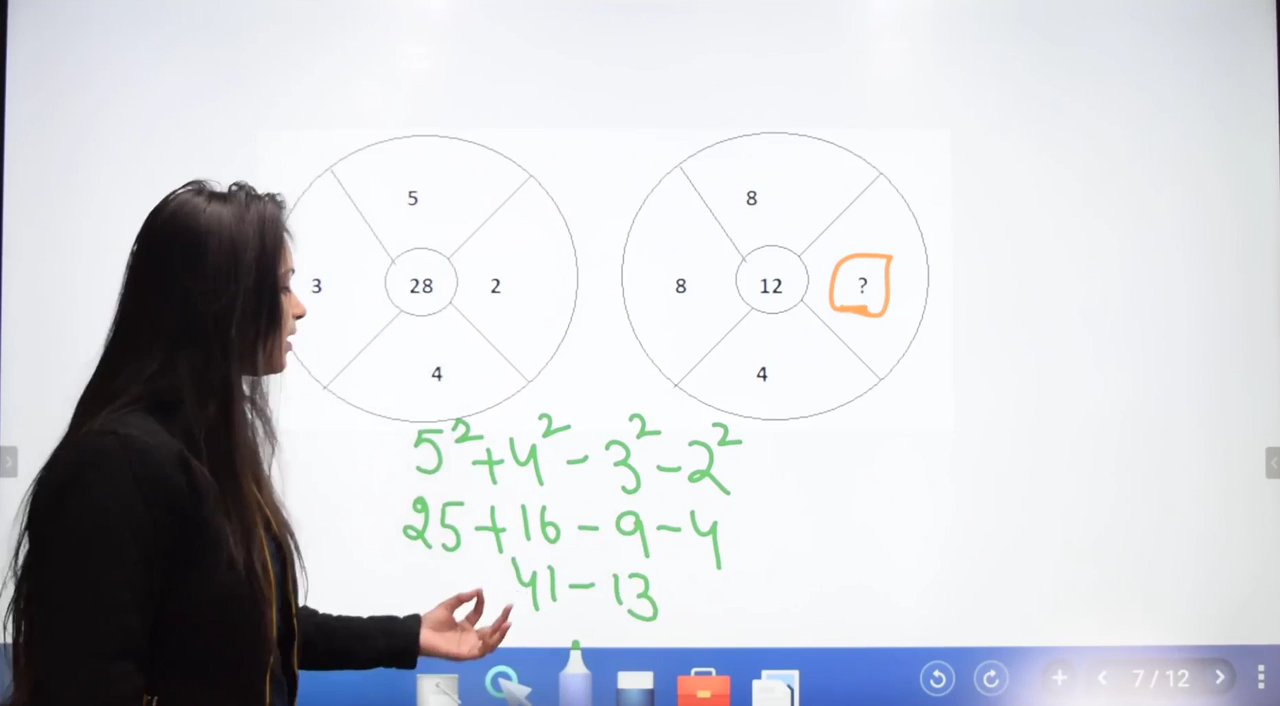 5 8
3 28 2 8 12 ?
4 4
5² + 4² - 3² - 2²
25 + 16 - 9 - 4
41 - 13
7 / 12